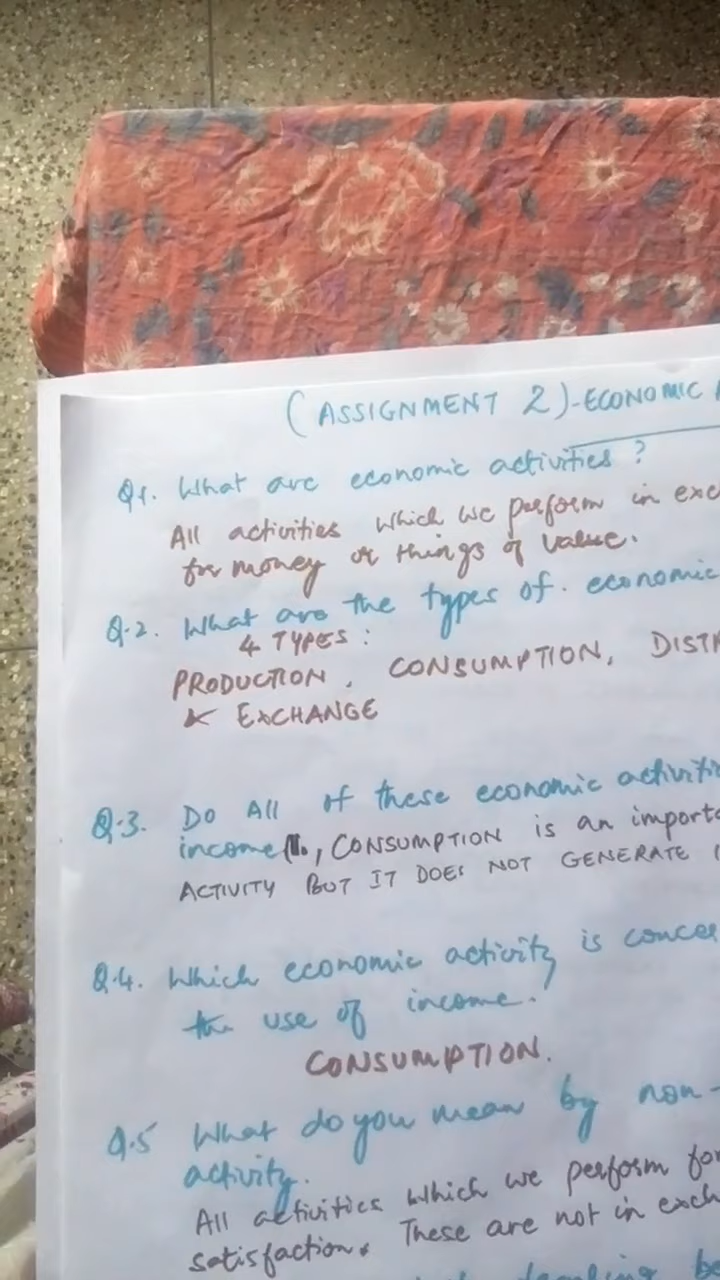 (ASSIGNMENT 2)-ECONOMIC
Q1. What are economic activities?
All activities which we perform in exc
for money or things of value.
Q.2. What are the types of. economic
4 TYPES:
PRODUCTION, CONSUMPTION, DISTR
& EXCHANGE
Q.3. Do All of these economic activiti
income , CONSUMPTION is an importa
ACTIVITY BUT IT DOES NOT GENERATE I
Q.4. Which economic activity is concer
the use of income.
CONSUMPTION.
Q.5 What do you mean by non-
activity.
All activities which we perform for
satisfaction. These are not in exch